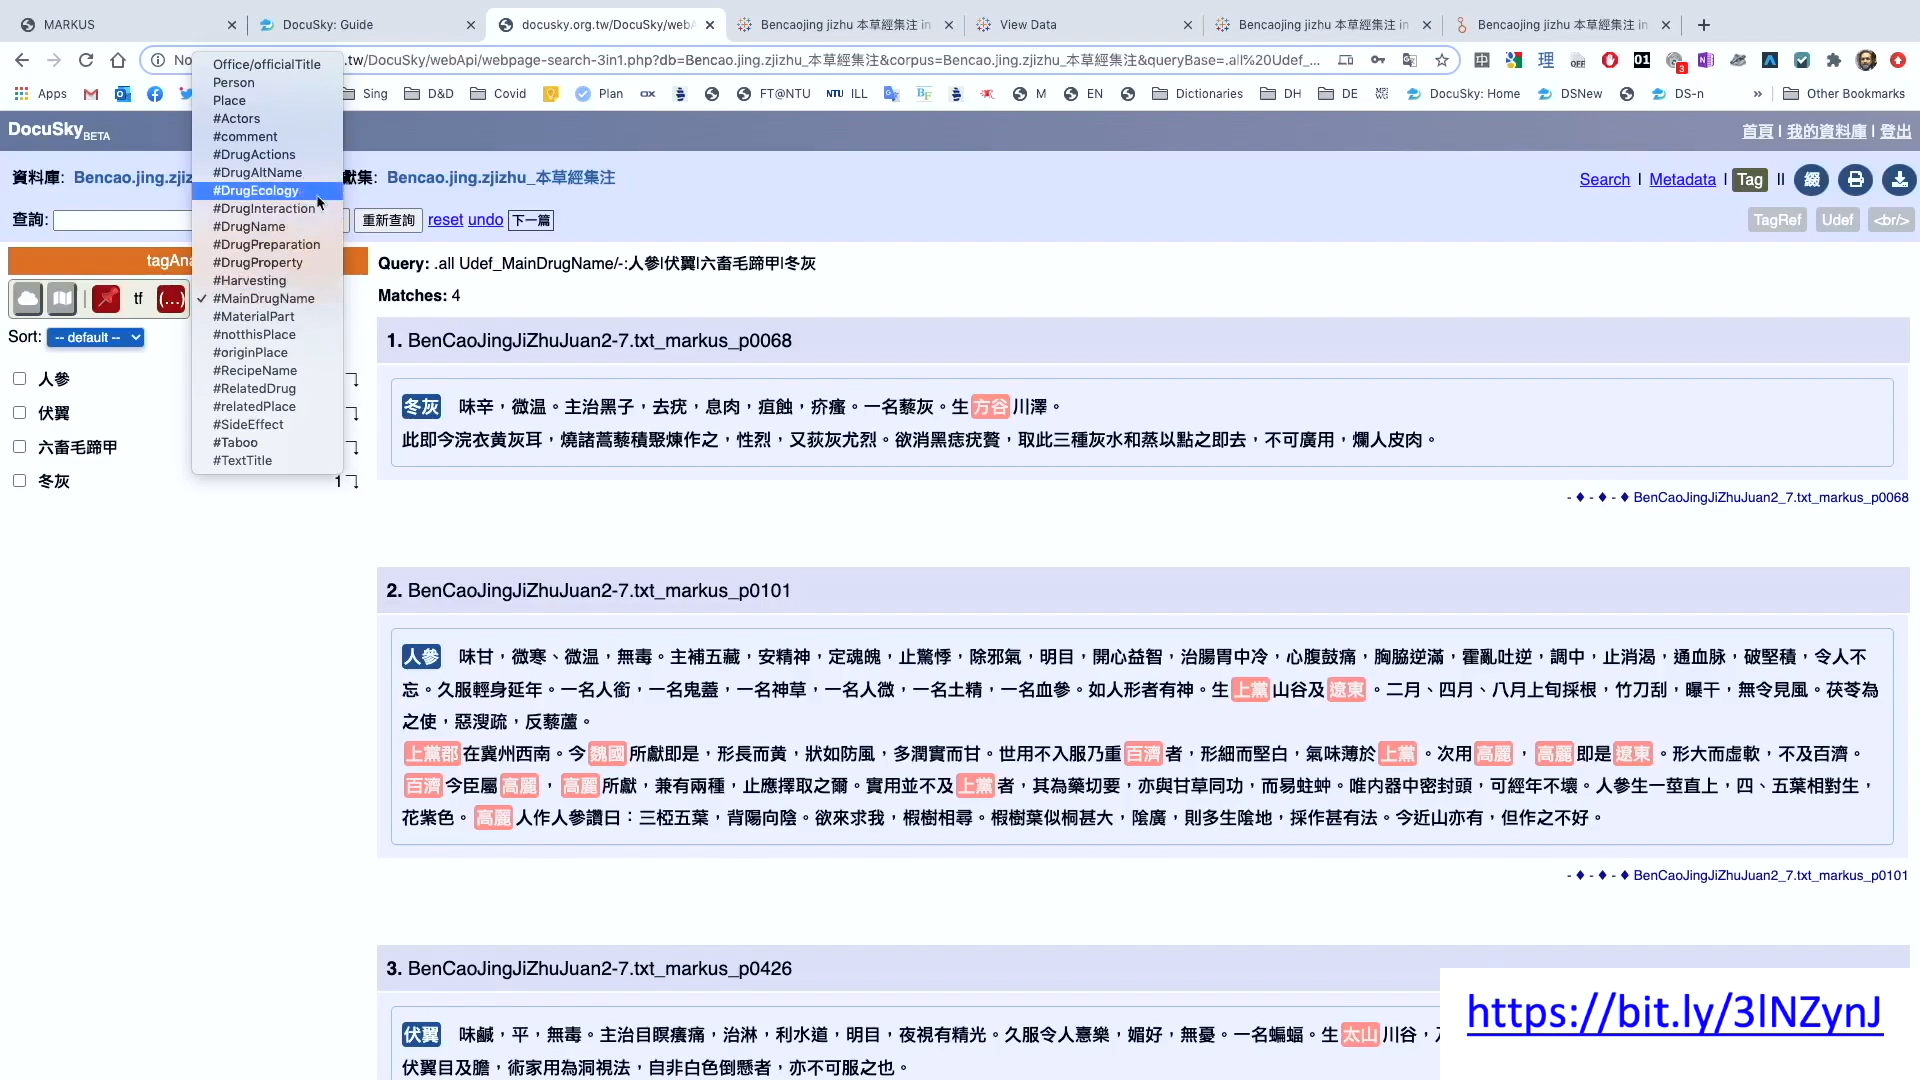 MARKUS
DocuSky: Guide
docusky.org.tw/DocuSky/webA
Bencaojing jizhu 本草經集注 in
View Data
Bencaojing jizhu 本草經集注 in
Bencaojing jizhu 本草經集注 in
.tw/DocuSky/webApi/webpage-search-3in1.php?db=Bencao.jing.zjizhu_本草經集注&corpus=Bencao.jing.zjizhu_本草經集注&queryBase=.all%20Udef_...
Apps
Sing
D&D
Covid
Plan
FT@NTU
NTU ILL
M
EN
Dictionaries
DH
DE
DocuSky: Home
DSNew
DS-n
»
Other Bookmarks
DocuSky BETA
首頁 | 我的資料庫 | 登出
資料庫: Bencao.jing.zjiz
獻集: Bencao.jing.zjizhu_本草經集注
Search | Metadata | Tag || 綴
查詢:
重新查詢 reset undo 下一篇
TagRef Udef <br/>
tagAna
tf (...)
Sort: -- default --
人參
伏翼
六畜毛蹄甲
冬灰 1
Office/officialTitle
Person
Place
#Actors
#comment
#DrugActions
#DrugAltName
#DrugEcology
#DrugInteraction
#DrugName
#DrugPreparation
#DrugProperty
#Harvesting
✓ #MainDrugName
#MaterialPart
#notthisPlace
#originPlace
#RecipeName
#RelatedDrug
#relatedPlace
#SideEffect
#Taboo
#TextTitle
Query: .all Udef_MainDrugName/-:人參|伏翼|六畜毛蹄甲|冬灰
Matches: 4
1. BenCaoJingJiZhuJuan2-7.txt_markus_p0068
冬灰 味辛，微温。主治黑子，去疣，息肉，疽蝕，疥瘙。一名藜灰。生方谷川澤。
此即今浣衣黄灰耳，燒諸蒿藜積聚煉作之，性烈，又荻灰尤烈。欲消黑痣疣贅，取此三種灰水和蒸以點之即去，不可廣用，爛人皮肉。
- ♦ - ♦ - ♦ BenCaoJingJiZhuJuan2_7.txt_markus_p0068
2. BenCaoJingJiZhuJuan2-7.txt_markus_p0101
人參 味甘，微寒、微温，無毒。主補五藏，安精神，定魂魄，止驚悸，除邪氣，明目，開心益智，治腸胃中冷，心腹鼓痛，胸脇逆滿，霍亂吐逆，調中，止消渴，通血脉，破堅積，令人不
忘。久服輕身延年。一名人銜，一名鬼蓋，一名神草，一名人微，一名土精，一名血參。如人形者有神。生上黨山谷及遼東。二月、四月、八月上旬採根，竹刀刮，曝干，無令見風。茯苓為
之使，惡溲疏，反藜蘆。
上黨郡在冀州西南。今魏國所獻即是，形長而黄，狀如防風，多潤實而甘。世用不入服乃重百濟者，形細而堅白，氣味薄於上黨。次用高麗，高麗即是遼東。形大而虛軟，不及百濟。
百濟今臣屬高麗，高麗所獻，兼有兩種，止應擇取之爾。實用並不及上黨者，其為藥切要，亦與甘草同功，而易蛀蚛。唯内器中密封頭，可經年不壞。人參生一莖直上，四、五葉相對生，
花紫色。高麗人作人參讚曰：三椏五葉，背陽向陰。欲來求我，椵樹相尋。椵樹葉似桐甚大，陰廣，則多生陰地，採作甚有法。今近山亦有，但作之不好。
- ♦ - ♦ - ♦ BenCaoJingJiZhuJuan2_7.txt_markus_p0101
3. BenCaoJingJiZhuJuan2-7.txt_markus_p0426
伏翼 味鹹，平，無毒。主治目瞑癢痛，治淋，利水道，明目，夜視有精光。久服令人憙樂，媚好，無憂。一名蝙蝠。生太山川谷，
伏翼目及膽，術家用為洞視法，自非白色倒懸者，亦不可服之也。
https://bit.ly/3lNZynJ